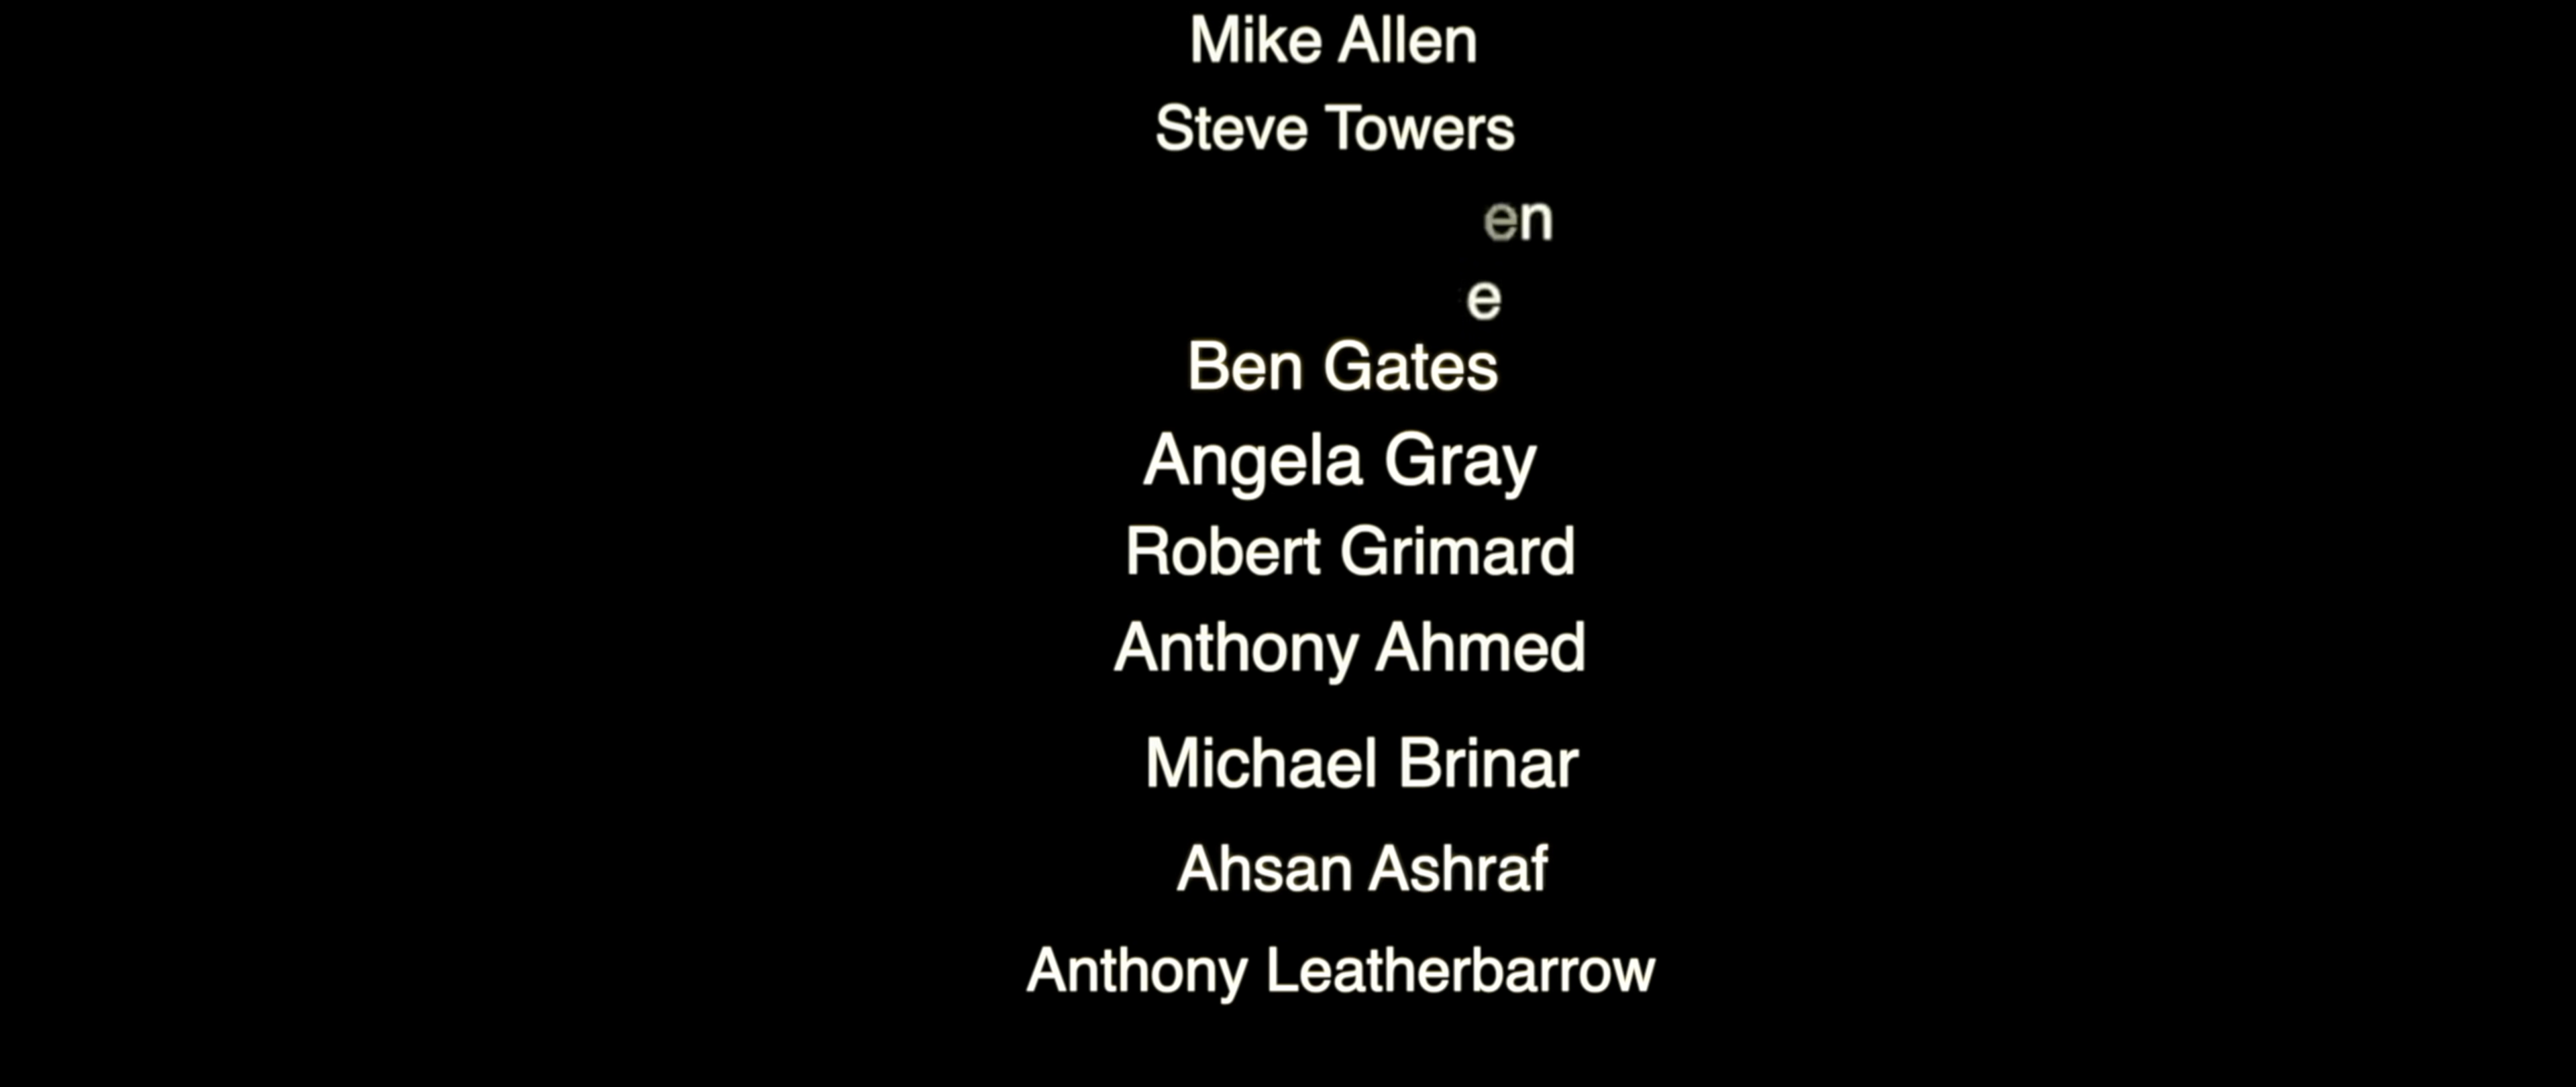 Mike Allen
Steve Towers
en
e
Ben Gates
Angela Gray
Robert Grimard
Anthony Ahmed
Michael Brinar
Ahsan Ashraf
Anthony Leatherbarrow